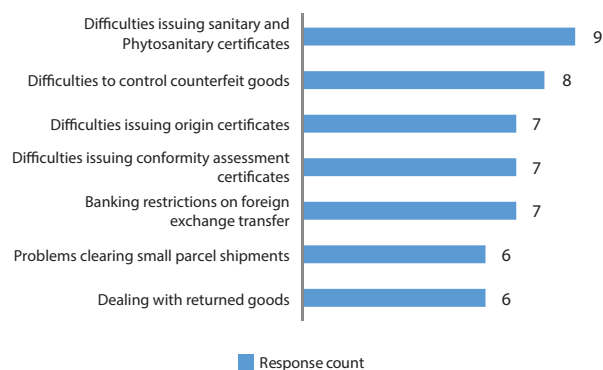 Difficulties issuing sanitary and
Phytosanitary certificates
9
Difficulties to control counterfeit goods
8
Difficulties issuing origin certificates
7
Difficulties issuing conformity assessment
certificates
7
Banking restrictions on foreign
exchange transfer
7
Problems clearing small parcel shipments
6
Dealing with returned goods
6
Response count